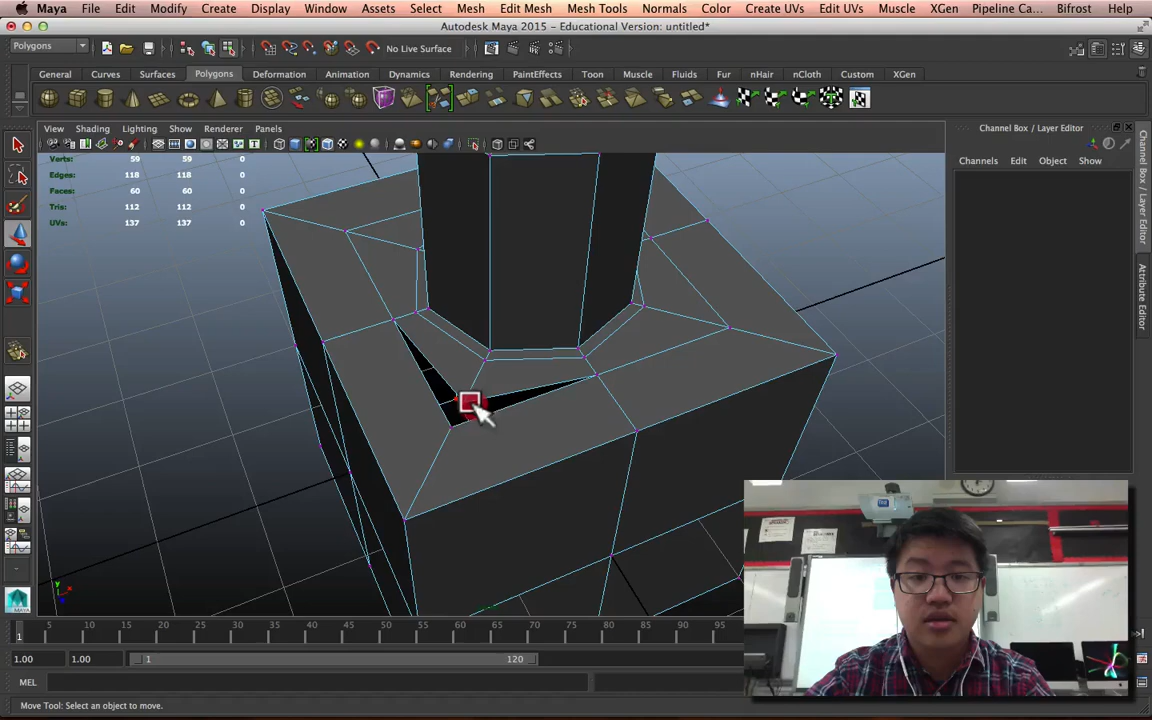 Maya File Edit Modify Create Display Window Assets Select Mesh Edit Mesh Mesh Tools Normals Color Create UVs Edit UVs Muscle XGen Pipeline Ca... Bifrost Help
Autodesk Maya 2015 - Educational Version: untitled*
Polygons No Live Surface
General Curves Surfaces Polygons Deformation Animation Dynamics Rendering PaintEffects Toon Muscle Fluids Fur nHair nCloth Custom XGen
View Shading Lighting Show Renderer Panels
Channel Box / Layer Editor
Channels Edit Object Show
Verts: 59 59 0
Edges: 118 118 0
Faces: 60 60 0
Tris: 112 112 0
UVs: 137 137 0
Channel Box / Layer Editor
Attribute Editor
5 10 15 20 25 30 35 40 45 50 55 60 65 70 75 80 85 90 95
1
1.00 1.00 1 120
MEL
Move Tool: Select an object to move.